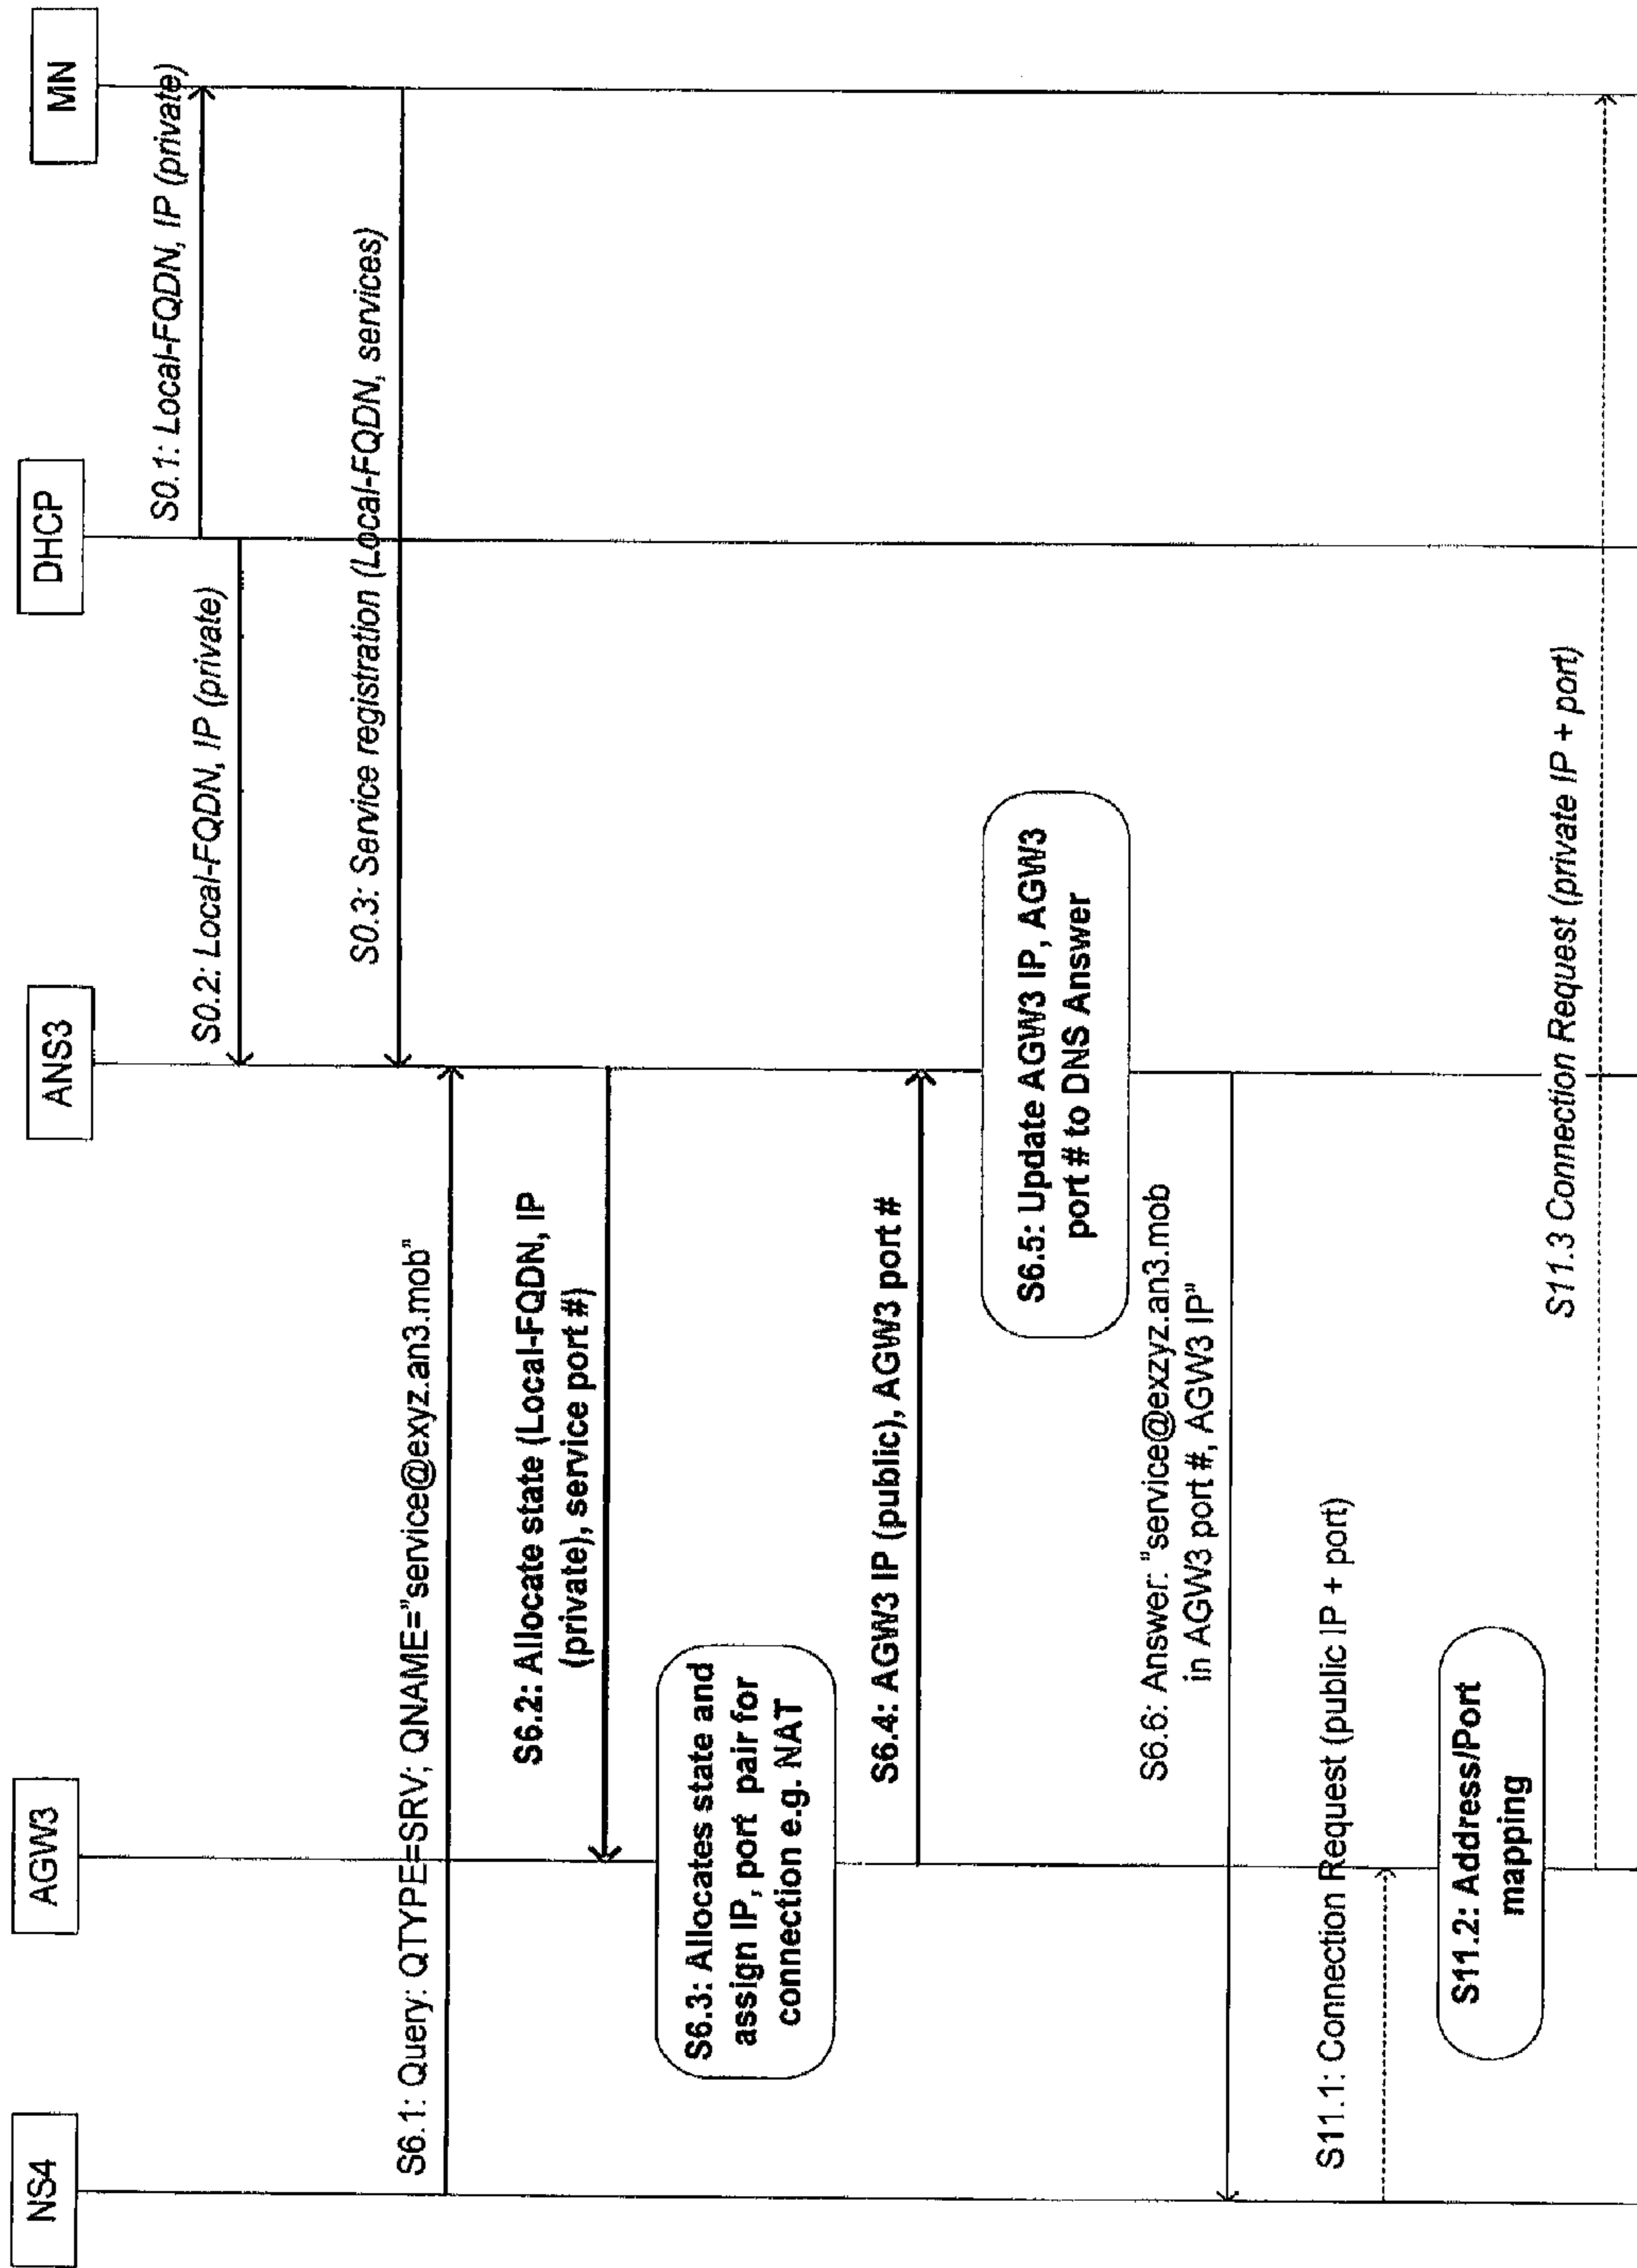 NS4
AGW3
ANS3
DHCP
MN
S0.1: Local-FQDN, IP (private)
S0.2: Local-FQDN, IP (private)
S0.3: Service registration (Local-FQDN, services)
S6.1: Query: QTYPE=SRV; QNAME="service@exyz.an3.mob"
S6.2: Allocate state (Local-FQDN, IP
(private), service port #)
S6.3: Allocates state and
assign IP, port pair for
connection e.g. NAT
S6.4: AGW3 IP (public), AGW3 port #
S6.5: Update AGW3 IP, AGW3
port # to DNS Answer
S6.6: Answer: "service@exzyz.an3.mob
in AGW3 port #, AGW3 IP"
S11.1: Connection Request (public IP + port)
S11.2: Address/Port
mapping
S11.3 Connection Request (private IP + port)